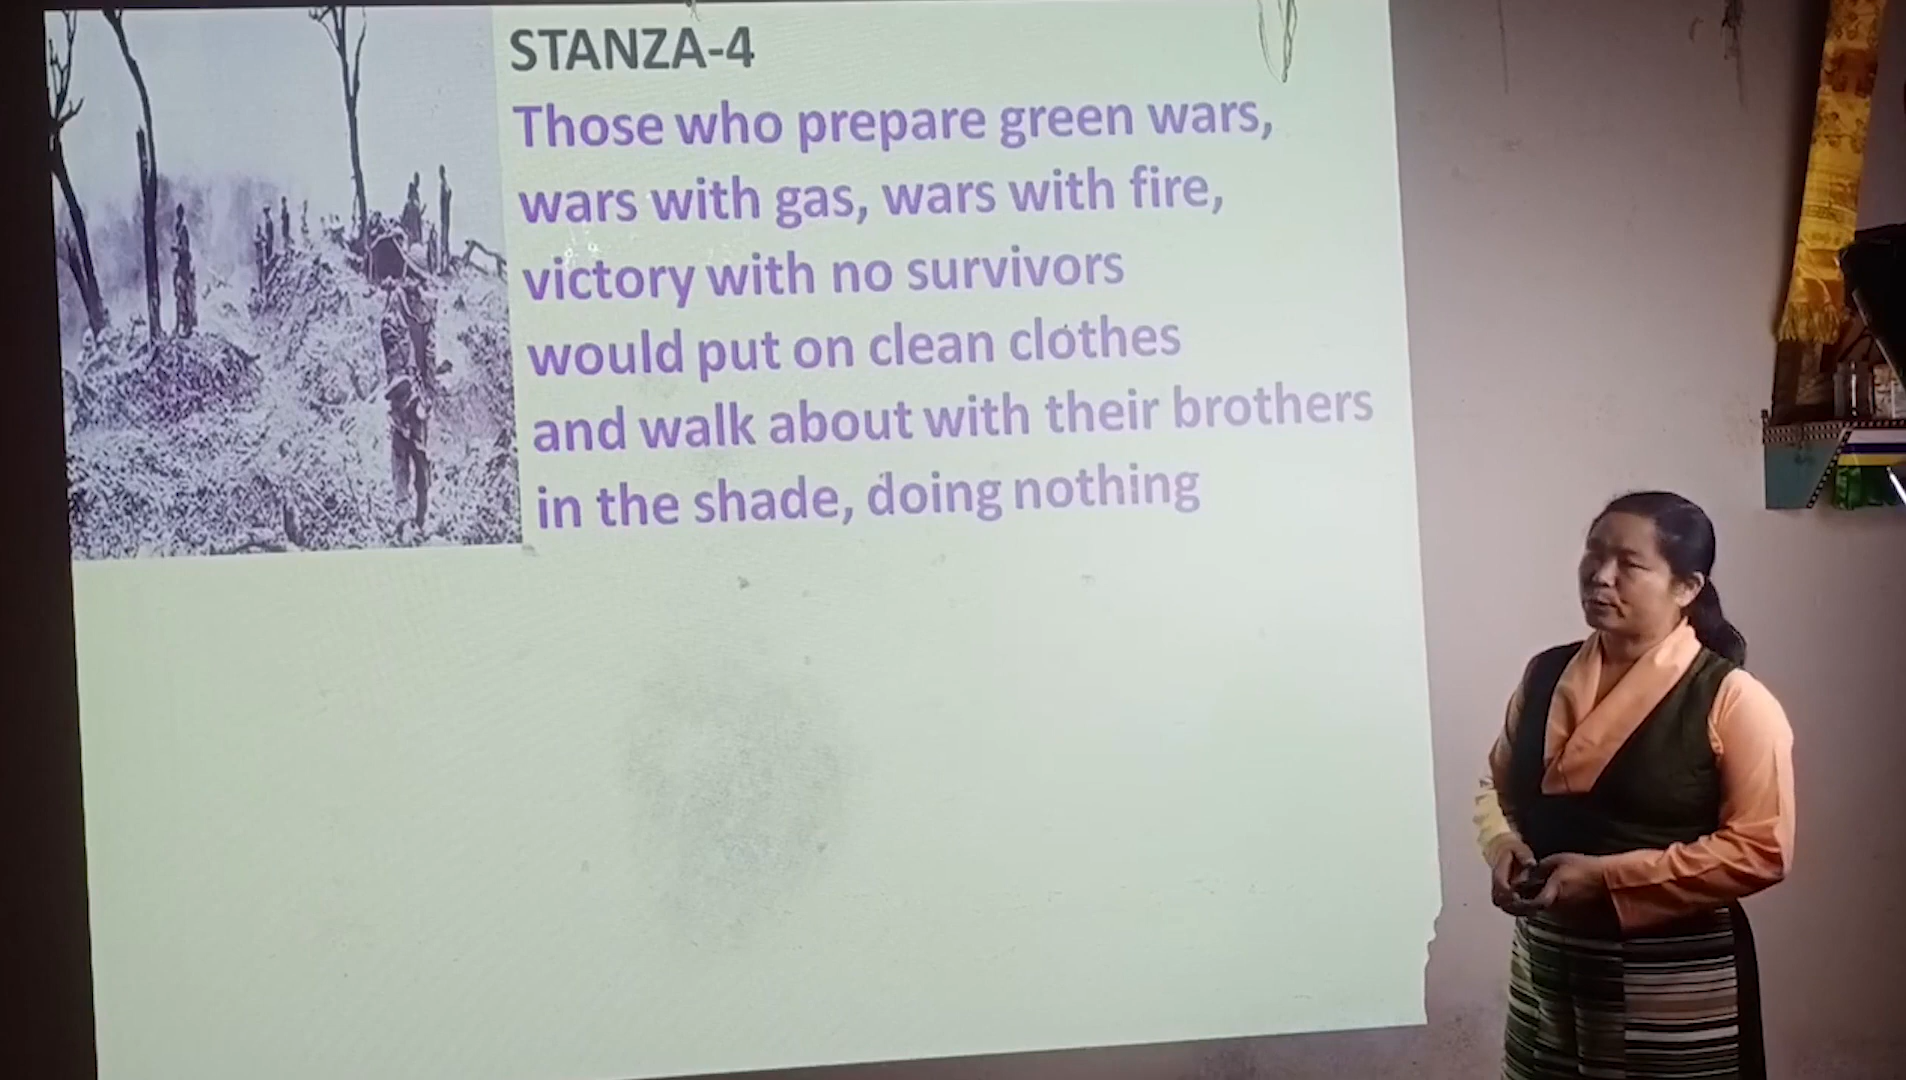 STANZA-4
Those who prepare green wars,
wars with gas, wars with fire,
victory with no survivors
would put on clean clothes
and walk about with their brothers
in the shade, doing nothing